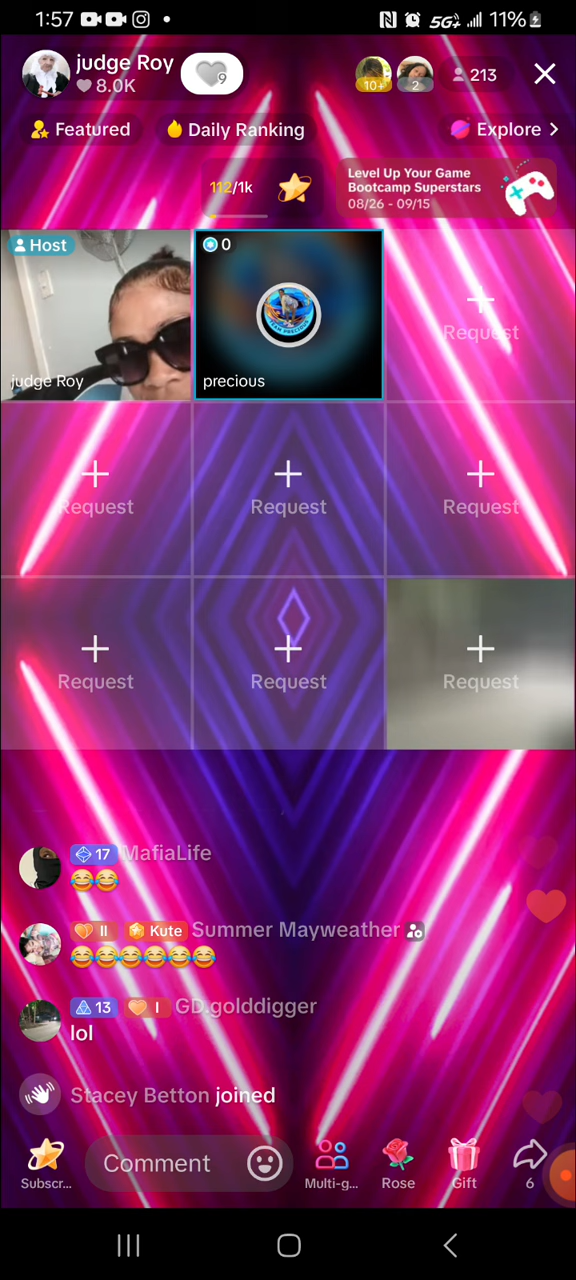 1:57
5G
11%
judge Roy
8.0K
9
10+
2
213
Featured
Daily Ranking
Explore
112/1k
Level Up Your Game
Bootcamp Superstars
08/26 - 09/15
Host
judge Roy
0
TEAM PRECIOUS
precious
Request
Request
Request
Request
Request
Request
Request
17 MafiaLife
😂😂
II Kute Summer Mayweather
😂😂😂😂😂😂
13 I GD.golddigger
lol
Stacey Betton joined
Subscr...
Comment
Multi-g...
Rose
Gift
6